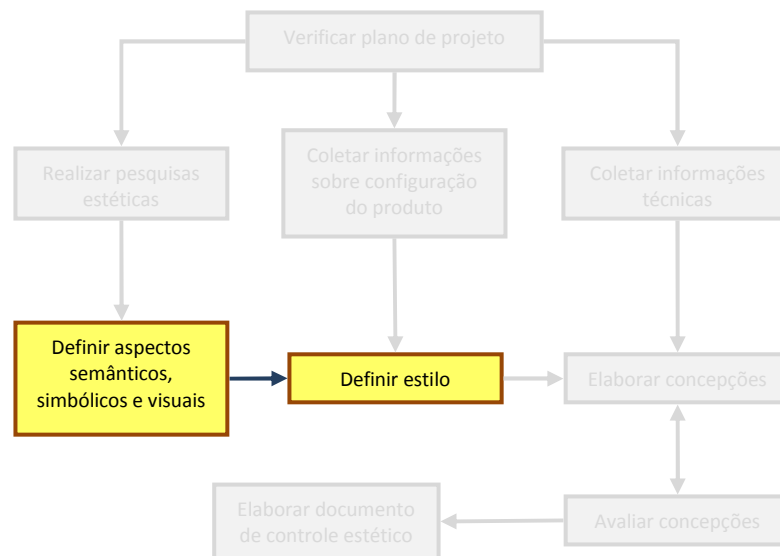 Verificar plano de projeto
Realizar pesquisas
estéticas
Coletar informações
sobre configuração
do produto
Coletar informações
técnicas
Definir aspectos
semânticos,
simbólicos e visuais
Definir estilo
Elaborar concepções
Elaborar documento
de controle estético
Avaliar concepções